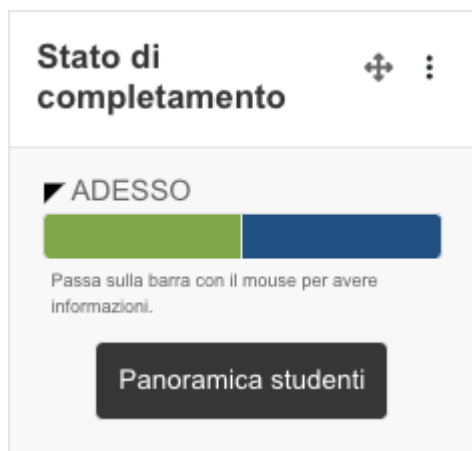 Stato di
completamento
ADESSO
Passa sulla barra con il mouse per avere
informazioni.
Panoramica studenti